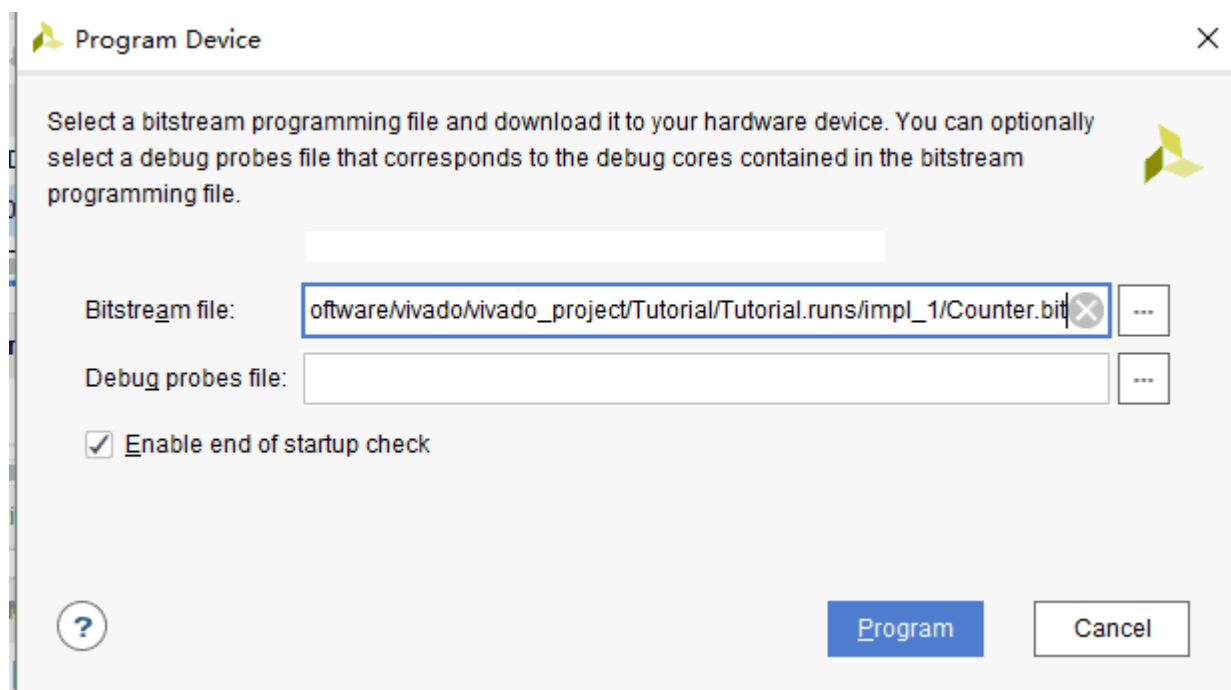 Program Device
Select a bitstream programming file and download it to your hardware device. You can optionally
select a debug probes file that corresponds to the debug cores contained in the bitstream
programming file.
Bitstream file: oftware/vivado/vivado_project/Tutorial/Tutorial.runs/impl_1/Counter.bit ...
Debug probes file: ...
Enable end of startup check
? Program Cancel